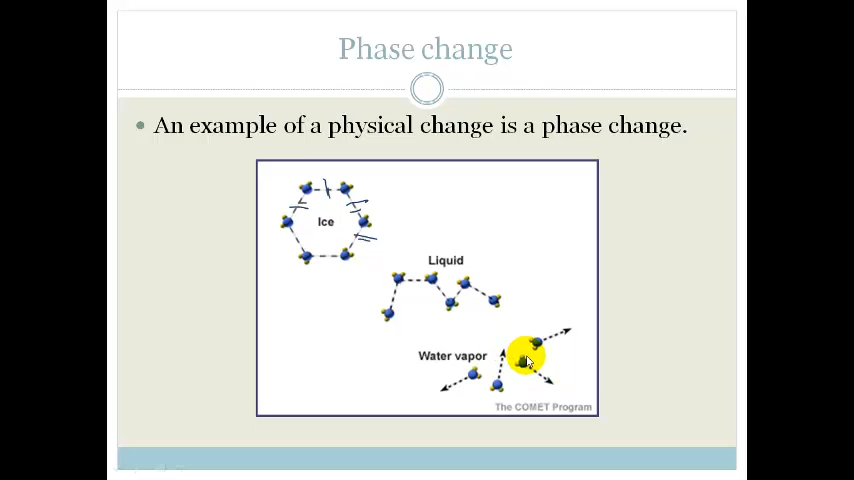 Phase change
An example of a physical change is a phase change.
Ice
Liquid
Water vapor
The COMET Program